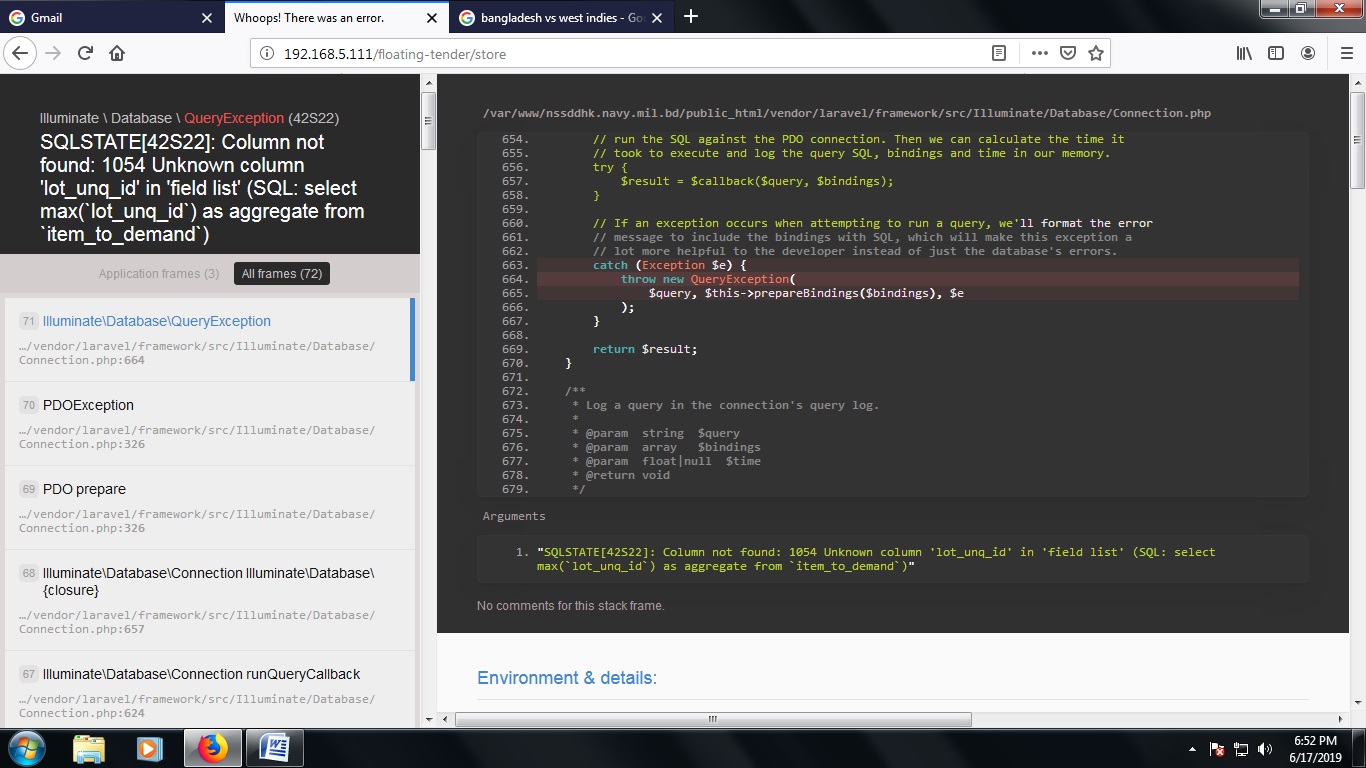 Gmail
Whoops! There was an error.
bangladesh vs west indies - Goo
192.168.5.111/floating-tender/store
Illuminate \ Database \ QueryException (42S22)
SQLSTATE[42S22]: Column not
found: 1054 Unknown column
'lot_unq_id' in 'field list' (SQL: select
max(`lot_unq_id`) as aggregate from
`item_to_demand`)
Application frames (3) All frames (72)
71 Illuminate\Database\QueryException
…/vendor/laravel/framework/src/Illuminate/Database/
Connection.php:664
70 PDOException
…/vendor/laravel/framework/src/Illuminate/Database/
Connection.php:326
69 PDO prepare
…/vendor/laravel/framework/src/Illuminate/Database/
Connection.php:326
68 Illuminate\Database\Connection Illuminate\Database\
{closure}
…/vendor/laravel/framework/src/Illuminate/Database/
Connection.php:657
67 Illuminate\Database\Connection runQueryCallback
…/vendor/laravel/framework/src/Illuminate/Database/
Connection.php:624
/var/www/nssddhk.navy.mil.bd/public_html/vendor/laravel/framework/src/Illuminate/Database/Connection.php
654. // run the SQL against the PDO connection. Then we can calculate the time it
655. // took to execute and log the query SQL, bindings and time in our memory.
656. try {
657. $result = $callback($query, $bindings);
658. }
659.
660. // If an exception occurs when attempting to run a query, we'll format the error
661. // message to include the bindings with SQL, which will make this exception a
662. // lot more helpful to the developer instead of just the database's errors.
663. catch (Exception $e) {
664. throw new QueryException(
665. $query, $this->prepareBindings($bindings), $e
666. );
667. }
668.
669. return $result;
670. }
671.
672. /**
673. * Log a query in the connection's query log.
674. *
675. * @param string $query
676. * @param array $bindings
677. * @param float|null $time
678. * @return void
679. */
Arguments
1. "SQLSTATE[42S22]: Column not found: 1054 Unknown column 'lot_unq_id' in 'field list' (SQL: select
max(`lot_unq_id`) as aggregate from `item_to_demand`)"
No comments for this stack frame.
Environment & details:
6:52 PM
6/17/2019